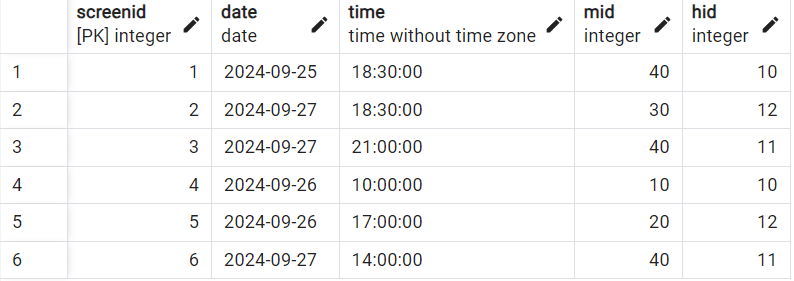 screenid date time mid hid
[PK] integer date time without time zone integer integer
1 1 2024-09-25 18:30:00 40 10
2 2 2024-09-27 18:30:00 30 12
3 3 2024-09-27 21:00:00 40 11
4 4 2024-09-26 10:00:00 10 10
5 5 2024-09-26 17:00:00 20 12
6 6 2024-09-27 14:00:00 40 11